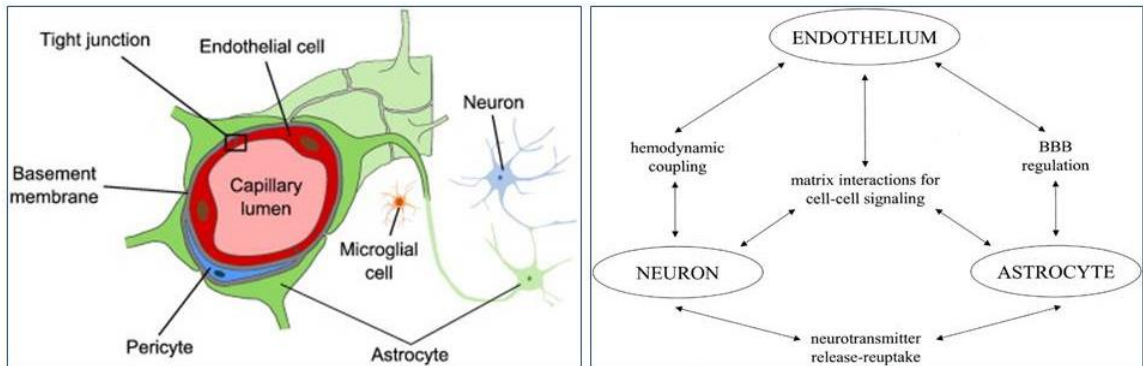 Tight junction
Endothelial cell
Neuron
Basement
membrane
Capillary
lumen
Microglial
cell
Pericyte
Astrocyte
ENDOTHELIUM
hemodynamic
coupling
BBB
regulation
matrix interactions for
cell-cell signaling
NEURON
ASTROCYTE
neurotransmitter
release-reuptake